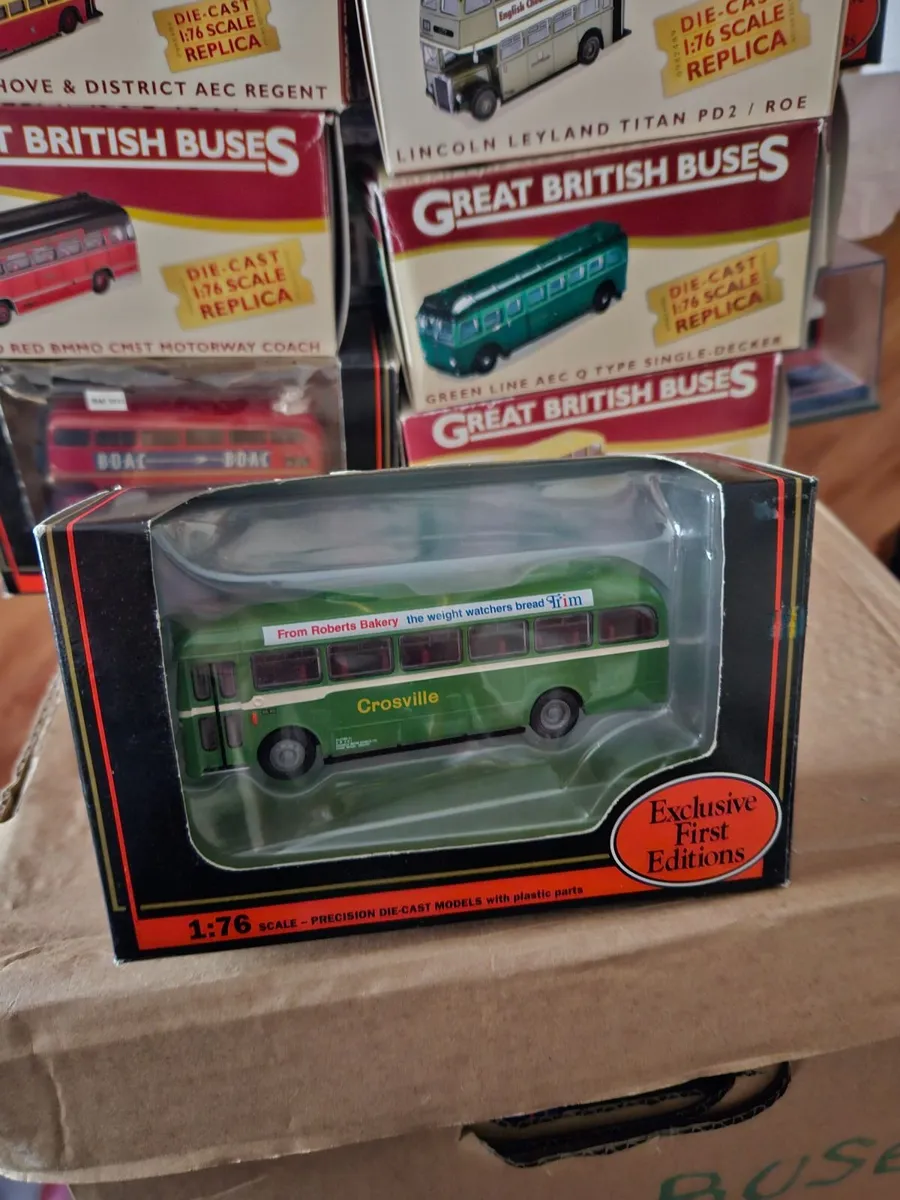 DIE-CAST
1:76 SCALE
REPLICA
HOVE & DISTRICT AEC REGENT
English
DIE-CAST
1:76 SCALE
REPLICA
LINCOLN LEYLAND TITAN PD2 / ROE
T BRITISH BUSES
DIE-CAST
1:76 SCALE
REPLICA
D RED BMMO CM5T MOTORWAY COACH
GREAT BRITISH BUSES
DIE-CAST
1:76 SCALE
REPLICA
GREEN LINE AEC Q TYPE SINGLE-DECKER
GREAT BRITISH BUSES
BOAC BOAC
From Roberts Bakery the weight watchers bread Trim
Crosville
Exclusive
First
Editions
1:76 SCALE – PRECISION DIE-CAST MODELS with plastic parts
BUSE